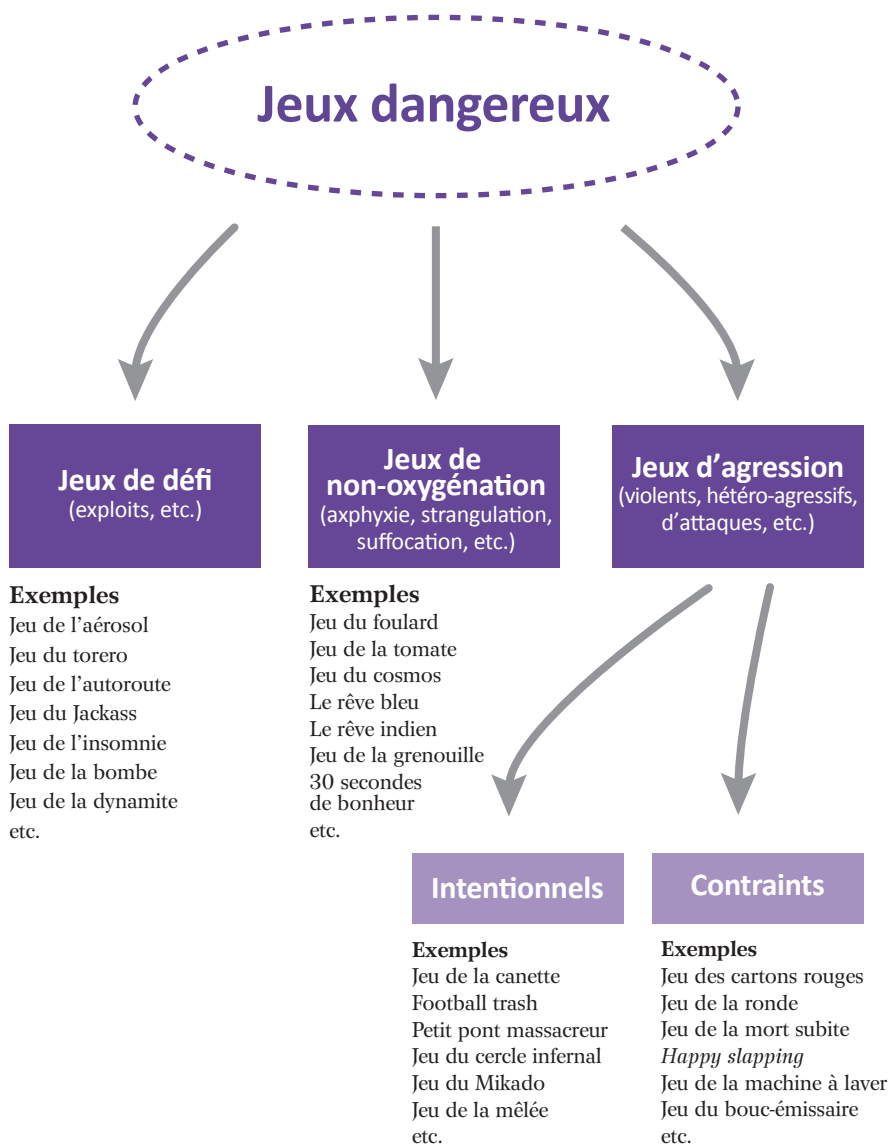 Jeux dangereux
Jeux de défi
(exploits, etc.)
Exemples
Jeu de l’aérosol
Jeu du torero
Jeu de l’autoroute
Jeu du Jackass
Jeu de l’insomnie
Jeu de la bombe
Jeu de la dynamite
etc.
Jeux de
non-oxygénation
(axphyxie, strangulation,
suffocation, etc.)
Exemples
Jeu du foulard
Jeu de la tomate
Jeu du cosmos
Le rêve bleu
Le rêve indien
Jeu de la grenouille
30 secondes
de bonheur
etc.
Jeux d’agression
(violents, hétéro-agressifs,
d’attaques, etc.)
Intentionnels
Exemples
Jeu de la canette
Football trash
Petit pont massacreur
Jeu du cercle infernal
Jeu du Mikado
Jeu de la mêlée
etc.
Contraints
Exemples
Jeu des cartons rouges
Jeu de la ronde
Jeu de la mort subite
Happy slapping
Jeu de la machine à laver
Jeu du bouc-émissaire
etc.